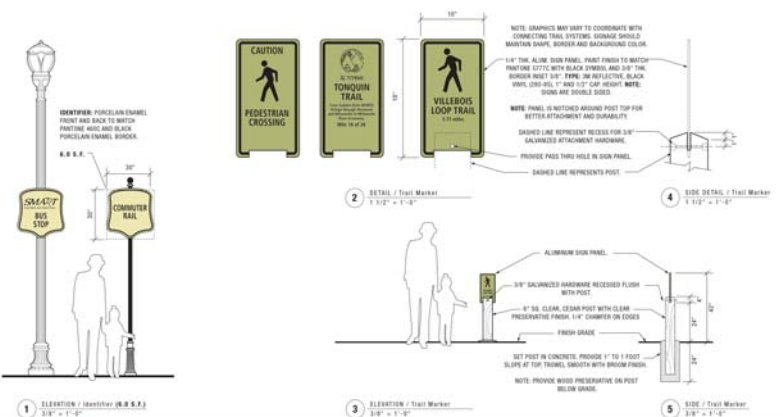 IDENTIFIER: PORCELAIN ENAMEL
FRONT AND BACK TO MATCH
PANTONE 460C AND BLACK
PORCELAIN ENAMEL BORDER.
6.0 S.F.
30"
30"
SMART
BUS
STOP
COMMUTER
RAIL
1
ELEVATION / Identifier (6.0 S.F.)
3/8" = 1'-0"
CAUTION
PEDESTRIAN
CROSSING
TONQUIN
TRAIL
18"
18"
VILLEBOIS
LOOP TRAIL
2
DETAIL / Trail Marker
1 1/2" = 1'-0"
NOTE: GRAPHICS MAY VARY TO COORDINATE WITH
CONNECTING TRAIL SYSTEMS. SIGNAGE SHOULD
MAINTAIN SHAPE, BORDER AND BACKGROUND COLOR.
1/4" THK. ALUM. SIGN PANEL. PAINT FINISH TO MATCH
PANTONE 5777C WITH BLACK SYMBOL AND 3/8" THK.
BORDER INSET 3/8". TYPE: 3M REFLECTIVE, BLACK
VINYL (280-85), 1" AND 1/2" CAP. HEIGHT. NOTE:
SIGNS ARE DOUBLE SIDED.
NOTE: PANEL IS NOTCHED AROUND POST TOP FOR
BETTER ATTACHMENT AND DURABILITY.
DASHED LINE REPRESENT RECESS FOR 3/8"
GALVANIZED ATTACHMENT HARDWARE.
PROVIDE PASS THRU HOLE IN SIGN PANEL.
DASHED LINE REPRESENTS POST.
4
SIDE DETAIL / Trail Marker
1 1/2" = 1'-0"
ALUMINUM SIGN PANEL.
3/8" GALVANIZED HARDWARE RECESSED FLUSH
WITH POST.
6" SQ. CLEAR, CEDAR POST WITH CLEAR
PRESERVATIVE FINISH. 1/4" CHAMFER ON EDGES
FINISH GRADE
SET POST IN CONCRETE. PROVIDE 1" TO 1 FOOT
SLOPE AT TOP, TROWEL SMOOTH WITH BROOM FINISH.
NOTE: PROVIDE WOOD PRESERVATIVE ON POST
BELOW GRADE.
24"
42"
24"
3
ELEVATION / Trail Marker
3/8" = 1'-0"
5
SIDE / Trail Marker
3/8" = 1'-0"